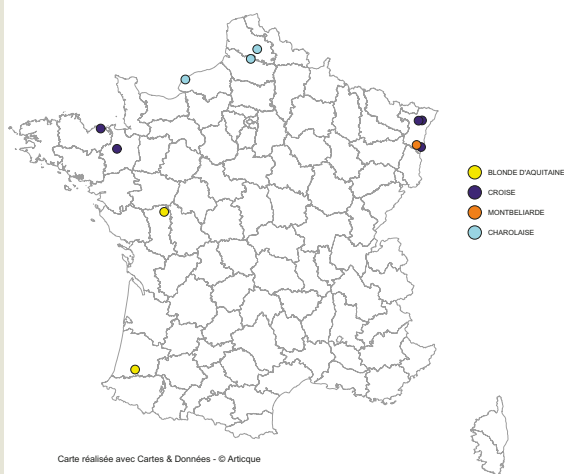 BLONDE D'AQUITAINE
CROISE
MONTBELIARDE
CHAROLAISE
Carte réalisée avec Cartes & Données - © Articque